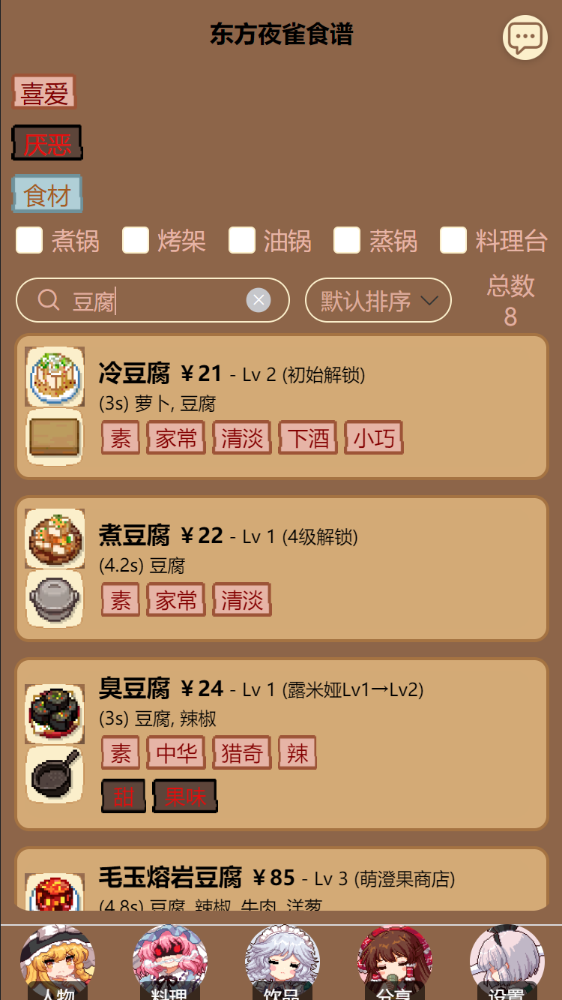 东方夜雀食谱
喜爱
厌恶
食材
煮锅 烤架 油锅 蒸锅 料理台
豆腐 默认排序 总数
8
冷豆腐 ￥21 - Lv 2 (初始解锁)
(3s) 萝卜, 豆腐
素 家常 清淡 下酒 小巧
煮豆腐 ￥22 - Lv 1 (4级解锁)
(4.2s) 豆腐
素 家常 清淡
臭豆腐 ￥24 - Lv 1 (露米娅Lv1→Lv2)
(3s) 豆腐, 辣椒
素 中华 猎奇 辣
甜 果味
毛玉熔岩豆腐 ￥85 - Lv 3 (萌澄果商店)
(4.8s) 豆腐, 辣椒, 牛肉, 洋葱
人物 料理 饮品 分享 设置